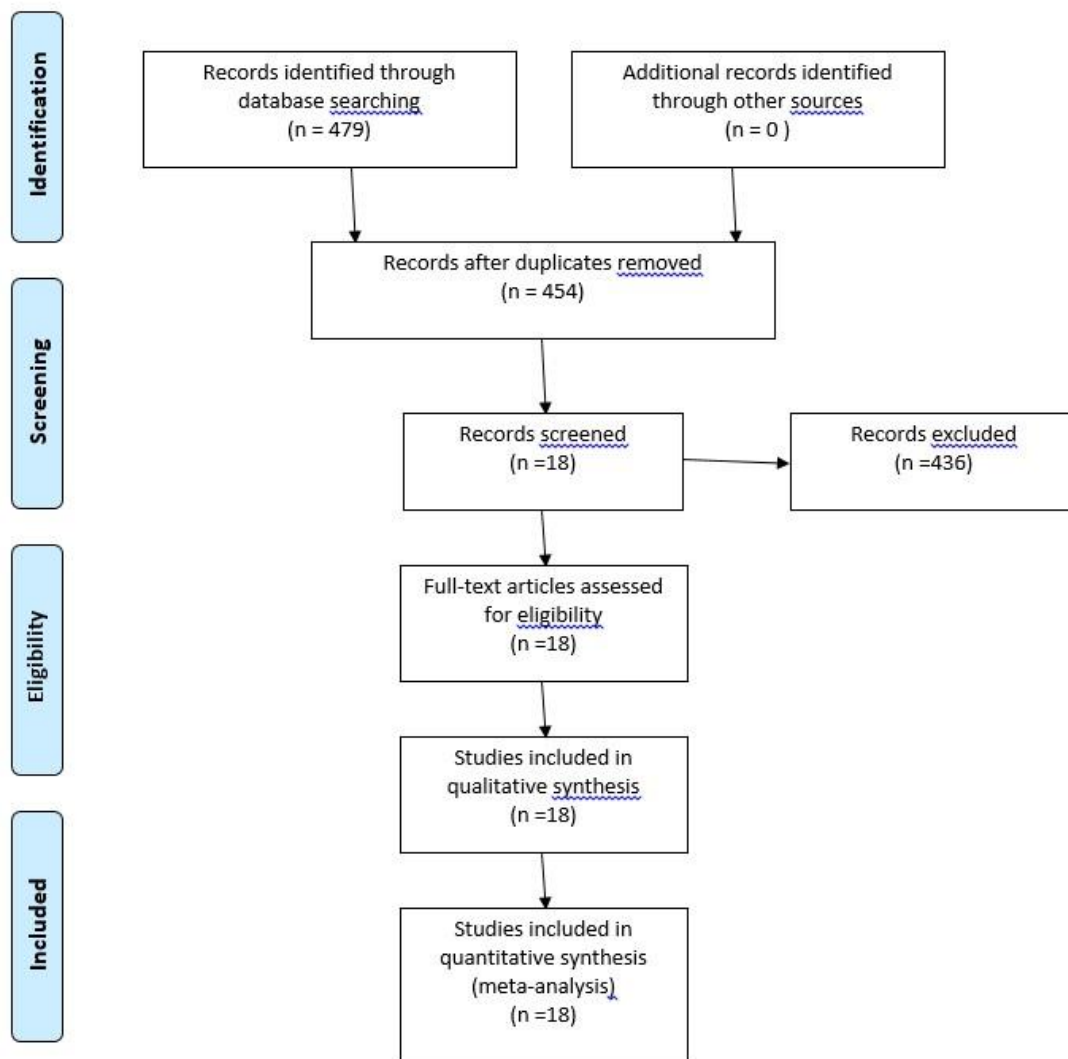 Identification
Records identified through
database searching
(n = 479)
Additional records identified
through other sources
(n = 0 )
Records after duplicates removed
(n = 454)
Screening
Records screened
(n =18)
Records excluded
(n =436)
Eligibility
Full-text articles assessed
for eligibility
(n =18)
Studies included in
qualitative synthesis
(n =18)
Included
Studies included in
quantitative synthesis
(meta-analysis)
(n =18)